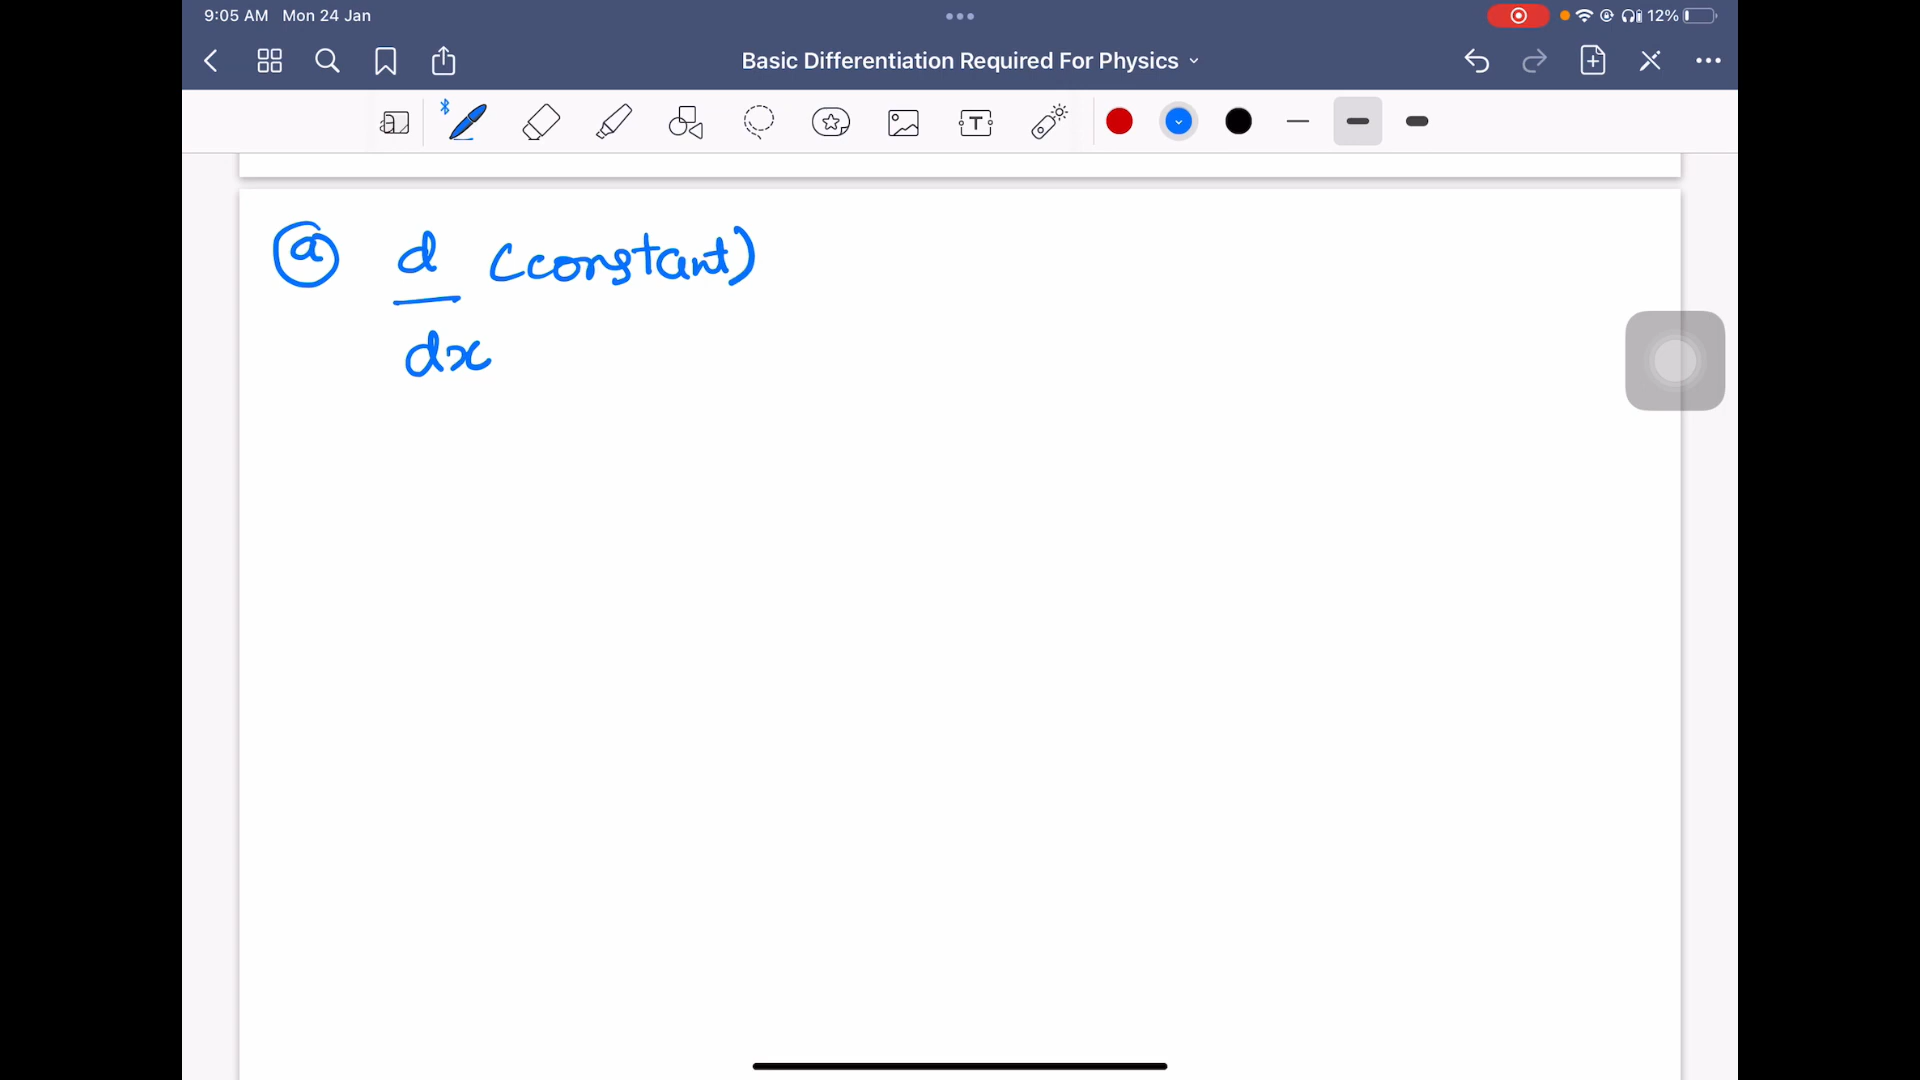 9:05 AM Mon 24 Jan
12%
Basic Differentiation Required For Physics
T
ⓐ d (constant)
dx